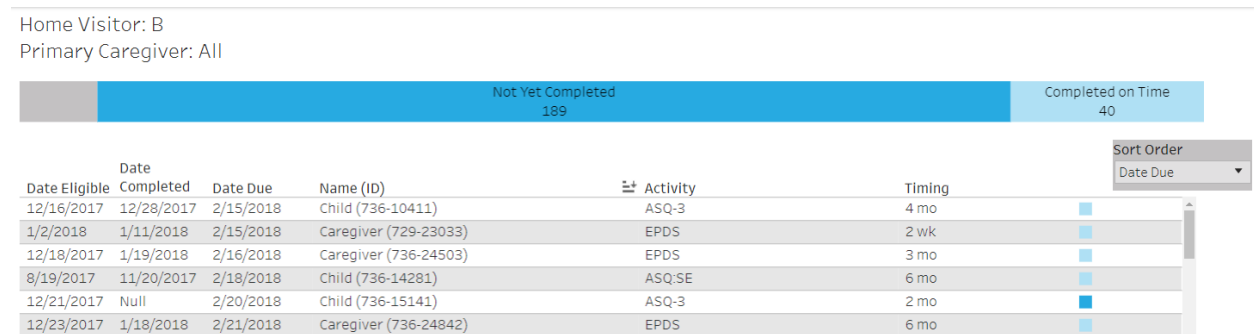 Home Visitor: B
Primary Caregiver: All
Not Yet Completed
189
Completed on Time
40
Sort Order
Date Due
Date Eligible Date Completed Date Due Name (ID) Activity Timing
12/16/2017 12/28/2017 2/15/2018 Child (736-10411) ASQ-3 4 mo
1/2/2018 1/11/2018 2/15/2018 Caregiver (729-23033) EPDS 2 wk
12/18/2017 1/19/2018 2/16/2018 Caregiver (736-24503) EPDS 3 mo
8/19/2017 11/20/2017 2/18/2018 Child (736-14281) ASQ:SE 6 mo
12/21/2017 Null 2/20/2018 Child (736-15141) ASQ-3 2 mo
12/23/2017 1/18/2018 2/21/2018 Caregiver (736-24842) EPDS 6 mo